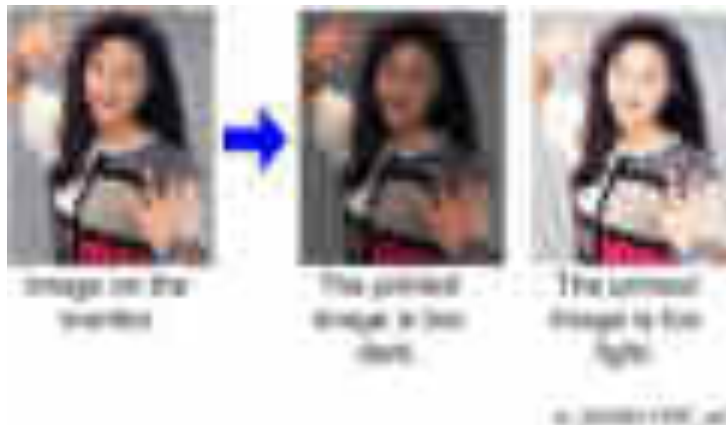 Image on the
monitor
The printed
image is too
dark.
The printed
image is too
light.